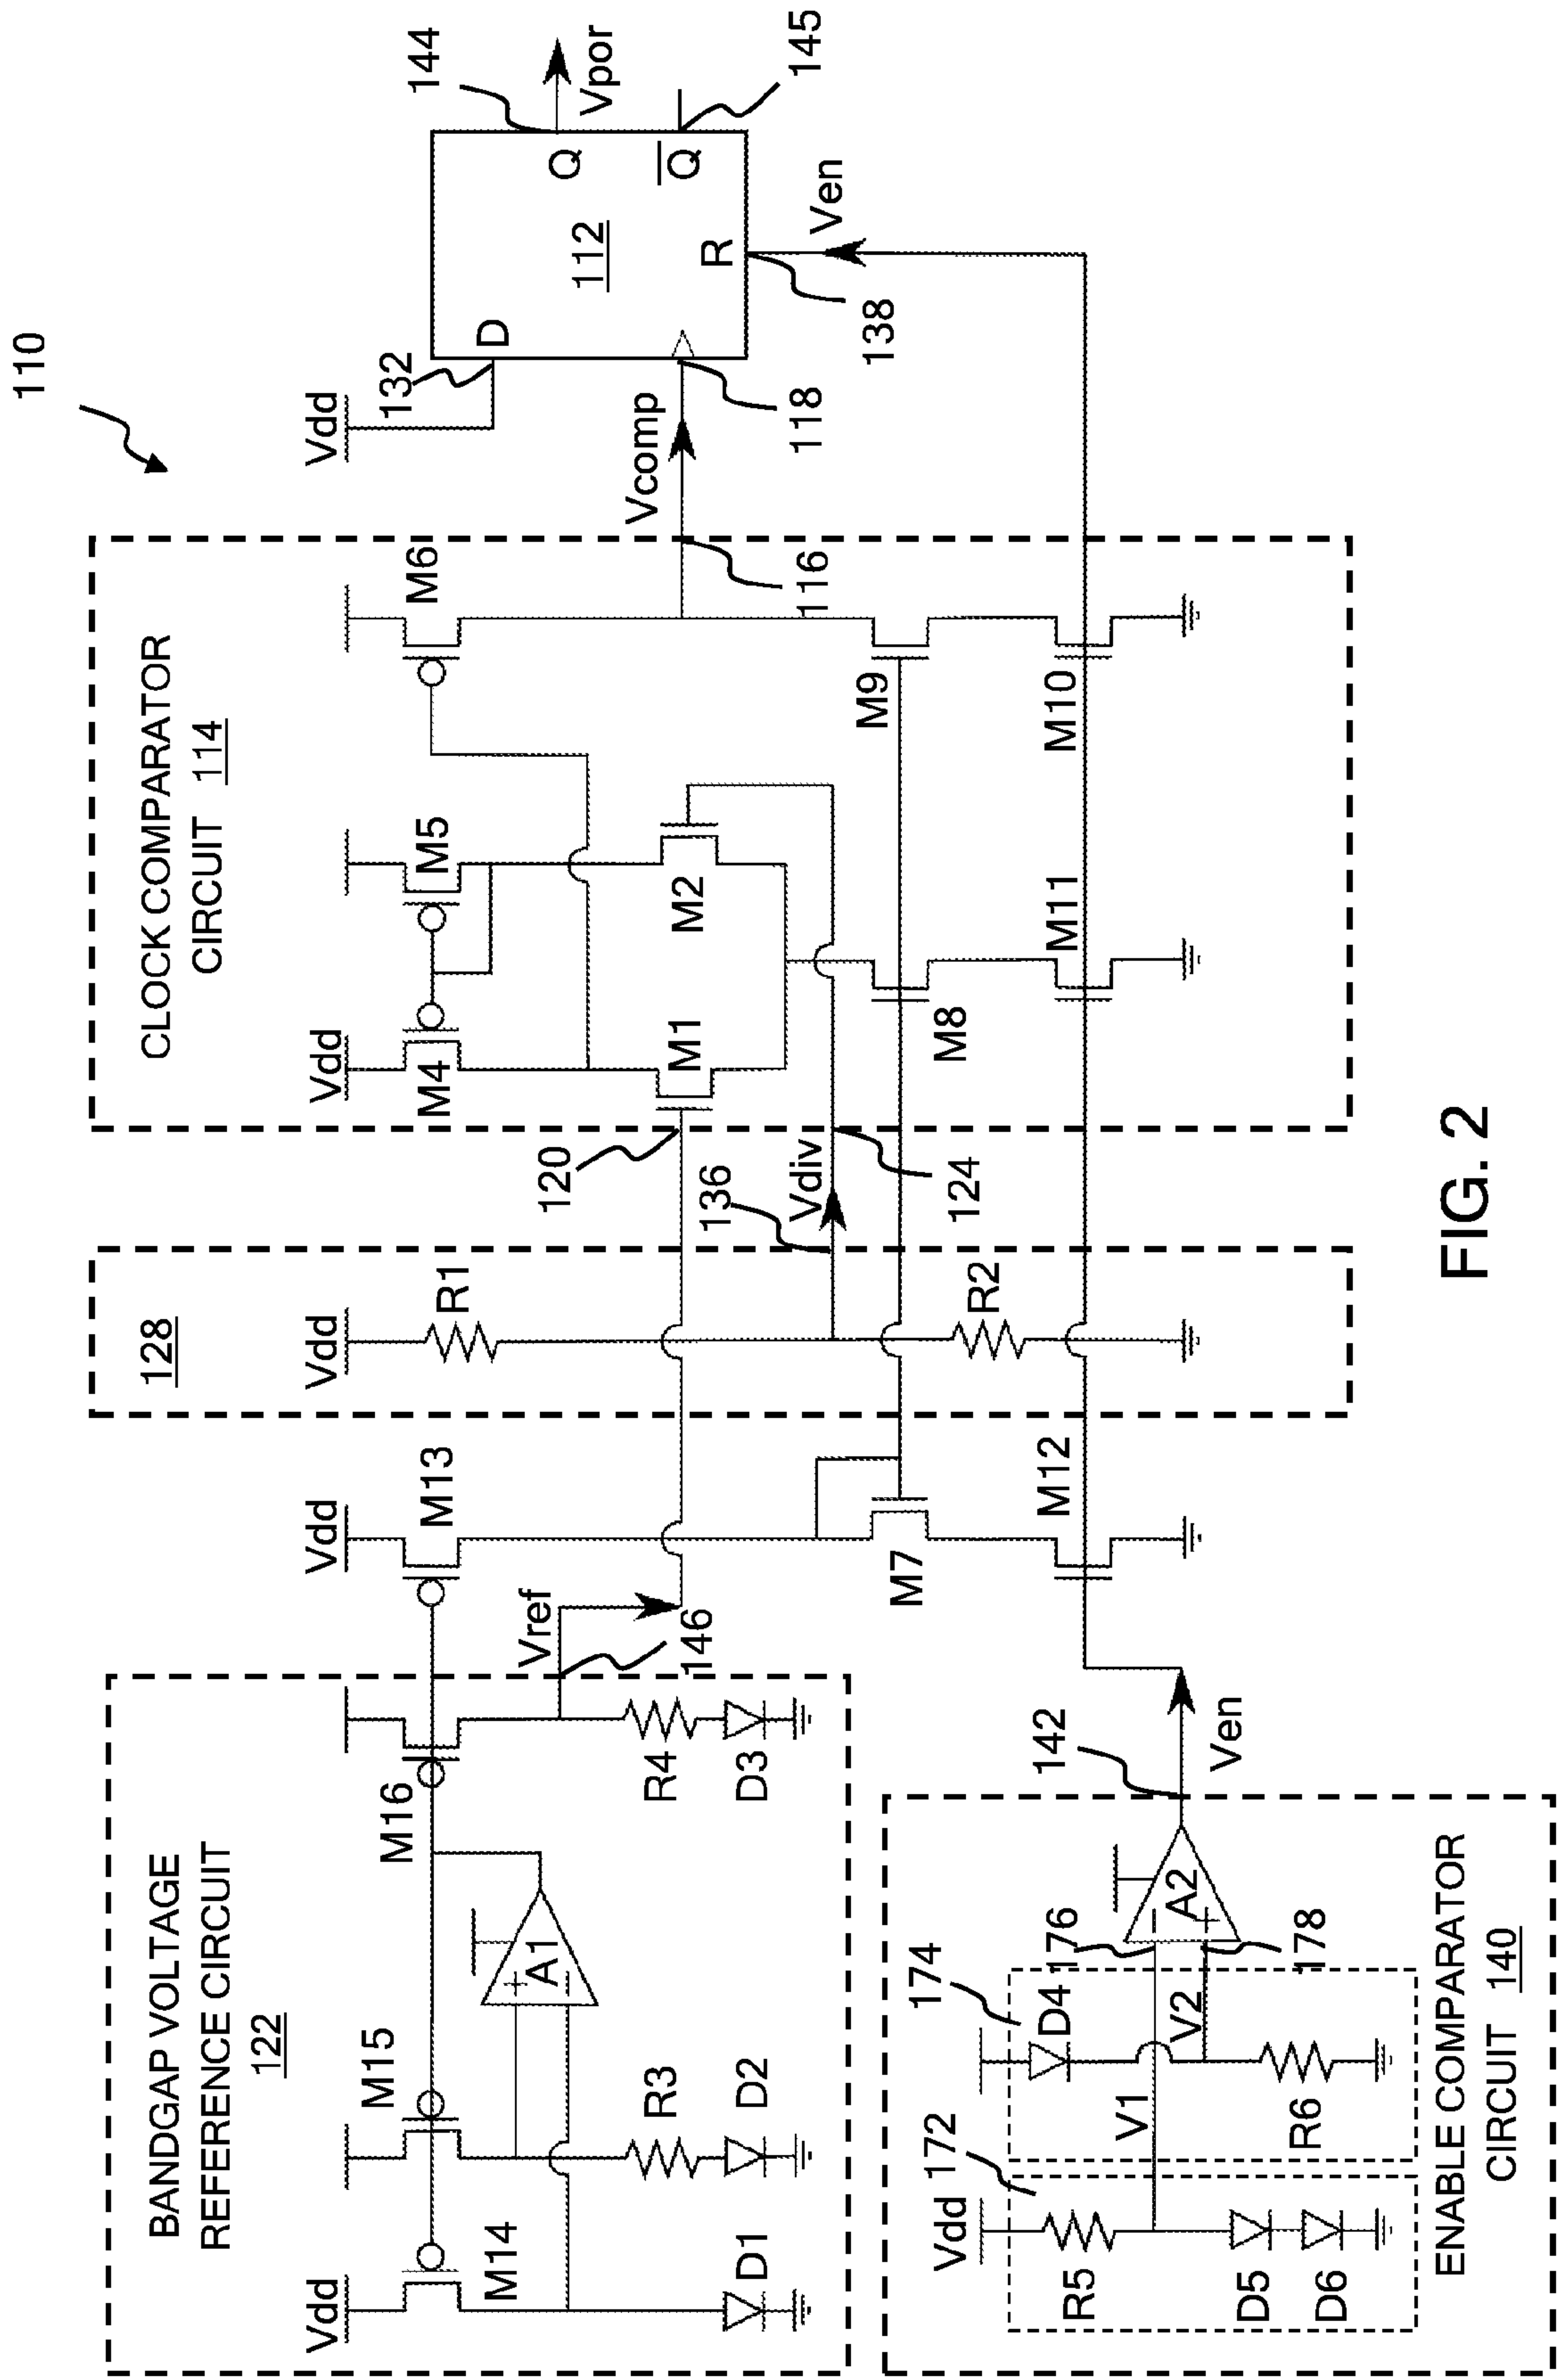 110
BANDGAP VOLTAGE
REFERENCE CIRCUIT
122
Vdd
M14
M15
M16
A1
+
−
R3
D1
D2
R4
D3
Vref
146
Vdd
M13
M7
M12
128
Vdd
R1
R2
136
Vdiv
CLOCK COMPARATOR
CIRCUIT 114
Vdd
M4
M5
M6
M1
M2
M8
M9
M11
M10
120
124
116
Vcomp
118
Vdd
132
D
Q
Q
R
112
144
Vpor
145
138
Ven
ENABLE COMPARATOR
CIRCUIT 140
Vdd
172
R5
D5
D6
V1
174
D4
V2
R6
176
178
A2
−
+
142
Ven
FIG. 2